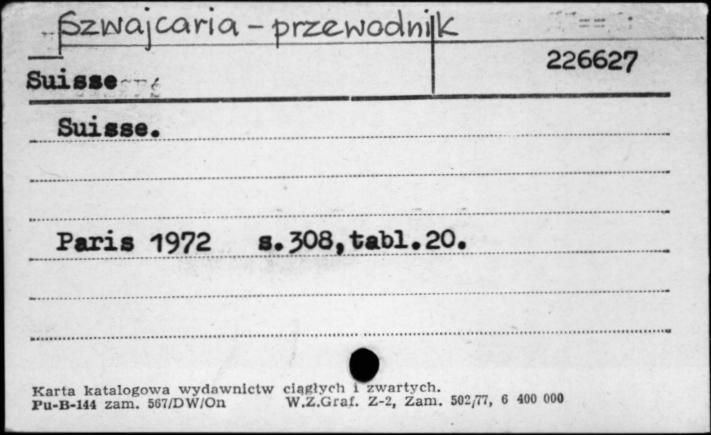 Szwajcaria - przewodnik
226627
Suisse
Suisse.
Paris 1972 s.308,tabl.20.
Karta katalogowa wydawnictw ciągłych i zwartych.
Pu-B-144 zam. 567/DW/On W.Z.Graf. Z-2, Zam. 502/77, 6 400 000